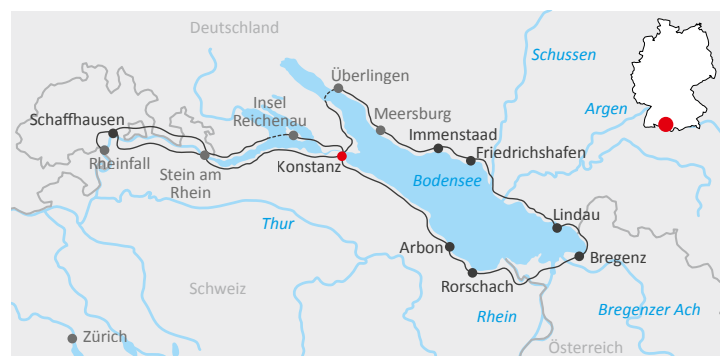 Deutschland
Schussen
Überlingen
Insel
Reichenau
Meersburg
Argen
Schaffhausen
Immenstaad
Friedrichshafen
Rheinfall
Stein am
Rhein
Konstanz
Bodensee
Lindau
Thur
Arbon
Bregenz
Schweiz
Rorschach
Rhein
Bregenzer Ach
Zürich
Österreich